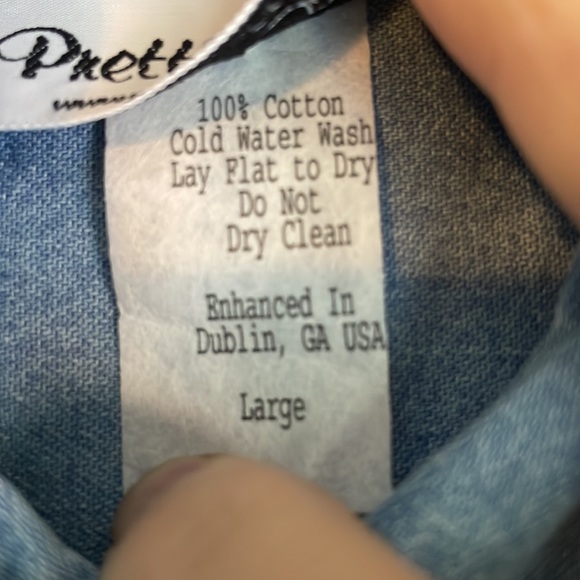 Prett
100% Cotton
Cold Water Wash
Lay Flat to Dry
Do Not
Dry Clean
Enhanced In
Dublin, GA USA
Large